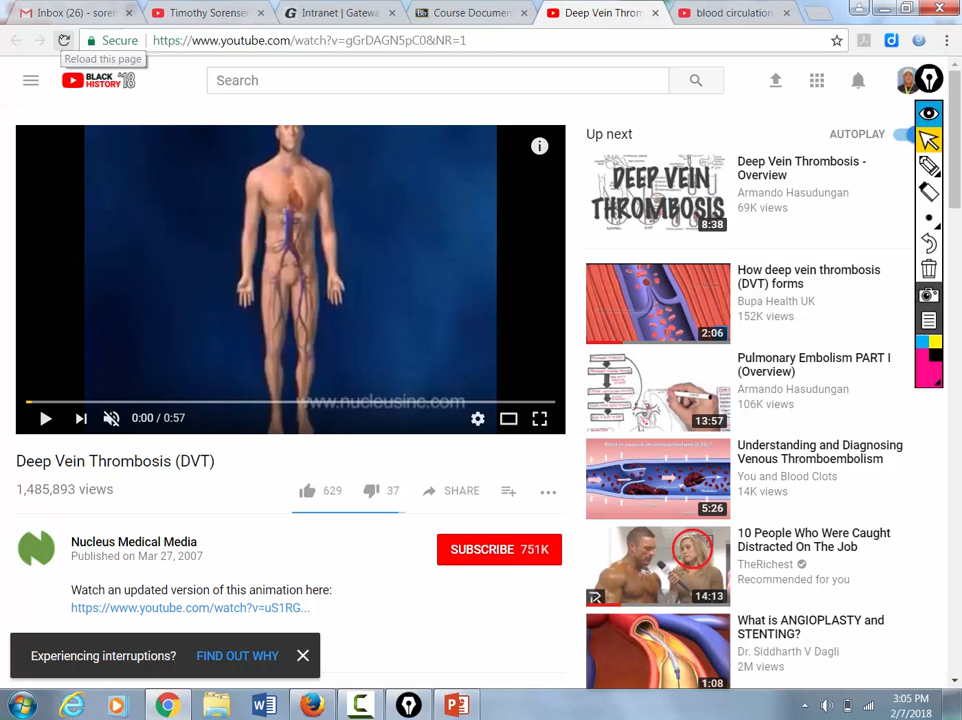 Inbox (26) - soren
Timothy Sorensen
Intranet | Gatewa
Bb Course Documen
Deep Vein Throm
blood circulation
Secure
https://www.youtube.com/watch?v=gGrDAGN5pC0&NR=1
Reload this page
BLACK
HISTORY '18
Search
www.nucleusinc.com
0:00 / 0:57
Deep Vein Thrombosis (DVT)
1,485,893 views
629
37
SHARE
Nucleus Medical Media
Published on Mar 27, 2007
SUBSCRIBE 751K
Watch an updated version of this animation here:
https://www.youtube.com/watch?v=uS1RG...
Experiencing interruptions?
FIND OUT WHY
Up next
AUTOPLAY
DEEP VEIN
THROMBOSIS
8:38
Deep Vein Thrombosis -
Overview
Armando Hasudungan
69K views
2:06
How deep vein thrombosis
(DVT) forms
Bupa Health UK
152K views
13:57
Pulmonary Embolism PART I
(Overview)
Armando Hasudungan
106K views
5:26
Understanding and Diagnosing
Venous Thromboembolism
You and Blood Clots
14K views
14:13
10 People Who Were Caught
Distracted On The Job
TheRichest
Recommended for you
1:08
What is ANGIOPLASTY and
STENTING?
Dr. Siddharth V Dagli
2M views
3:05 PM
2/7/2018